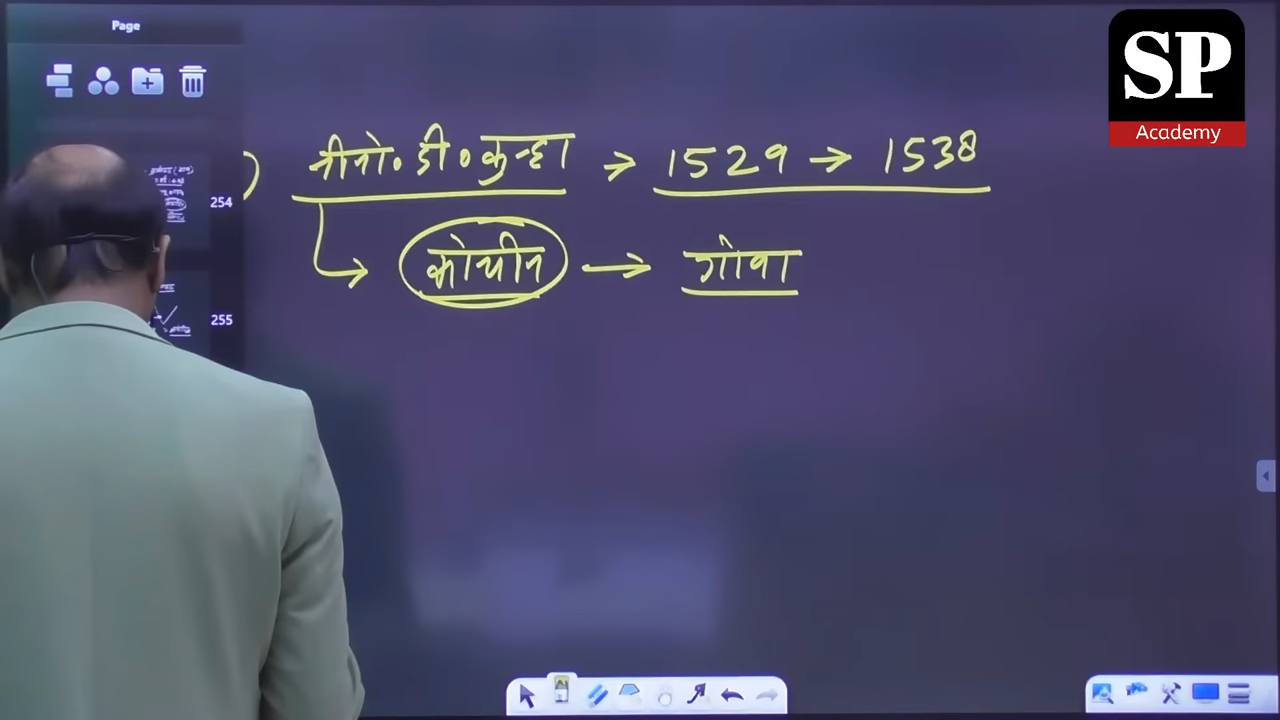 Page
SP
Academy
नीनो. डी. कुन्हा → 1529 → 1538
254
कोचीन → गोवा
255